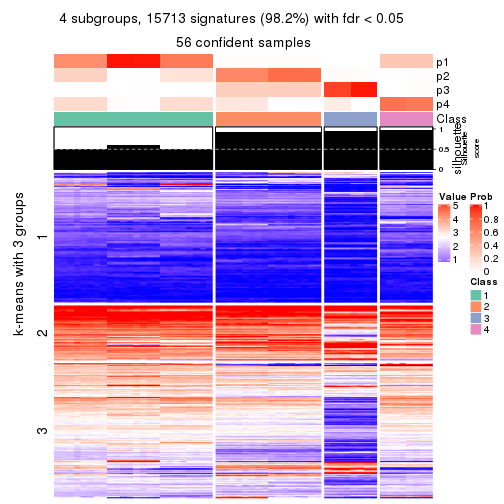 4 subgroups, 15713 signatures (98.2%) with fdr < 0.05
56 confident samples
p1
p2
p3
p4
Class
1
0.5
0
silhouette
Silhouette
score
k-means with 3 groups
1
2
3
Value
5
4
3
2
1
Prob
1
0.8
0.6
0.4
0.2
0
Class
1
2
3
4